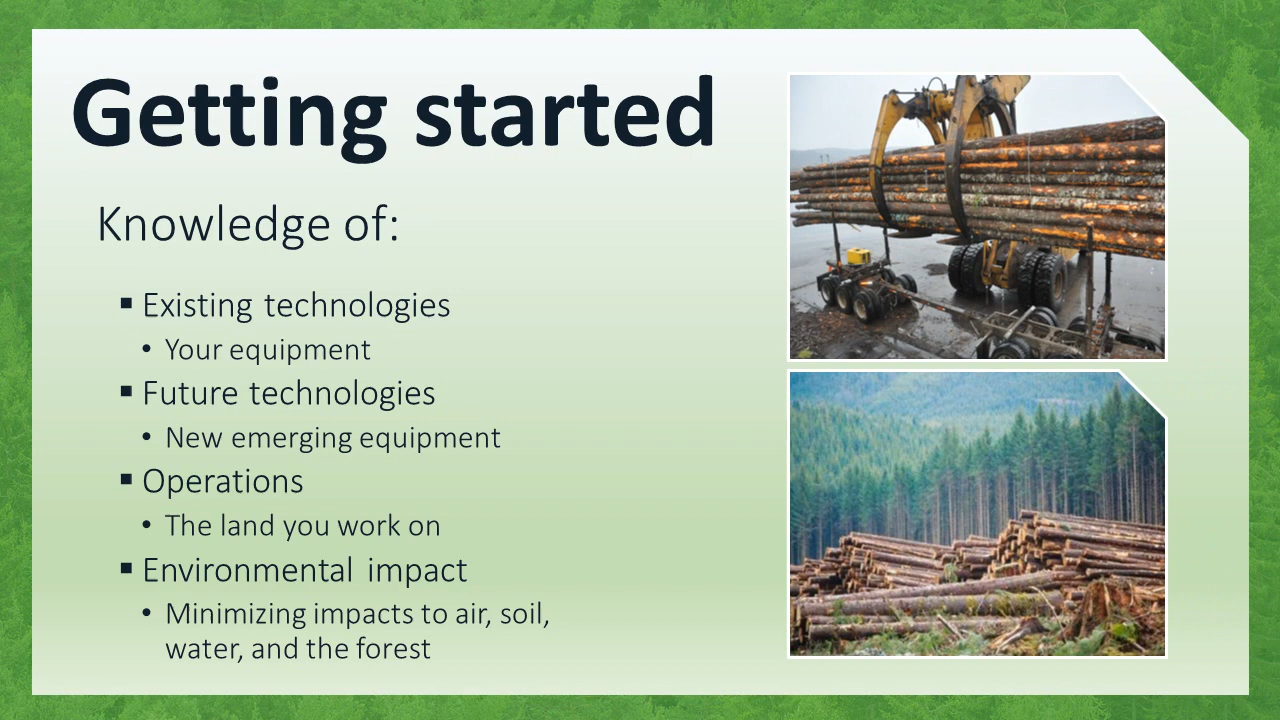 Getting started
Knowledge of:
▪ Existing technologies
• Your equipment
▪ Future technologies
• New emerging equipment
▪ Operations
• The land you work on
▪ Environmental impact
• Minimizing impacts to air, soil,
water, and the forest